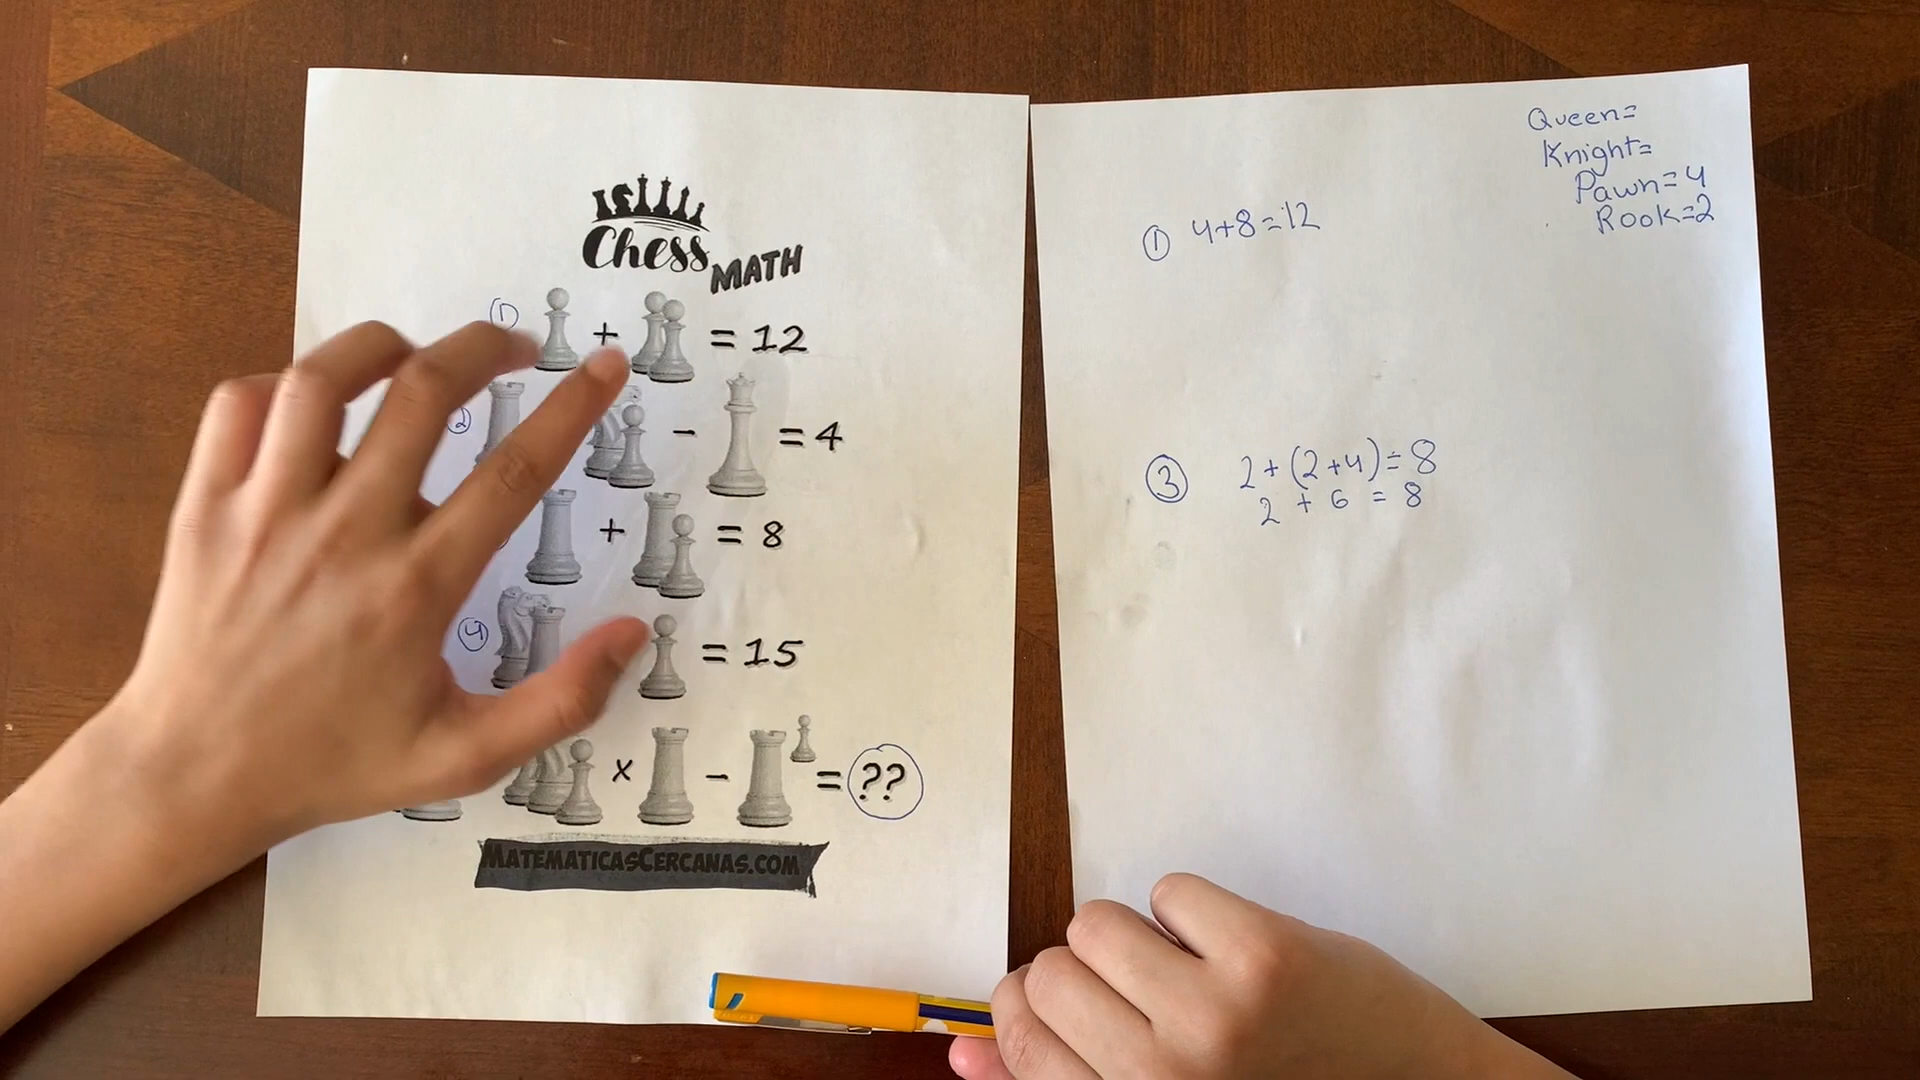 Chess
MATH
① + = 12
② - = 4
+ = 8
④ = 15
x - = ??
MATEMATICASCERCANAS.COM
Queen=
Knight=
Pawn=4
Rook=2
① 4+8=12
③ 2+(2+4)=8
2 + 6 = 8